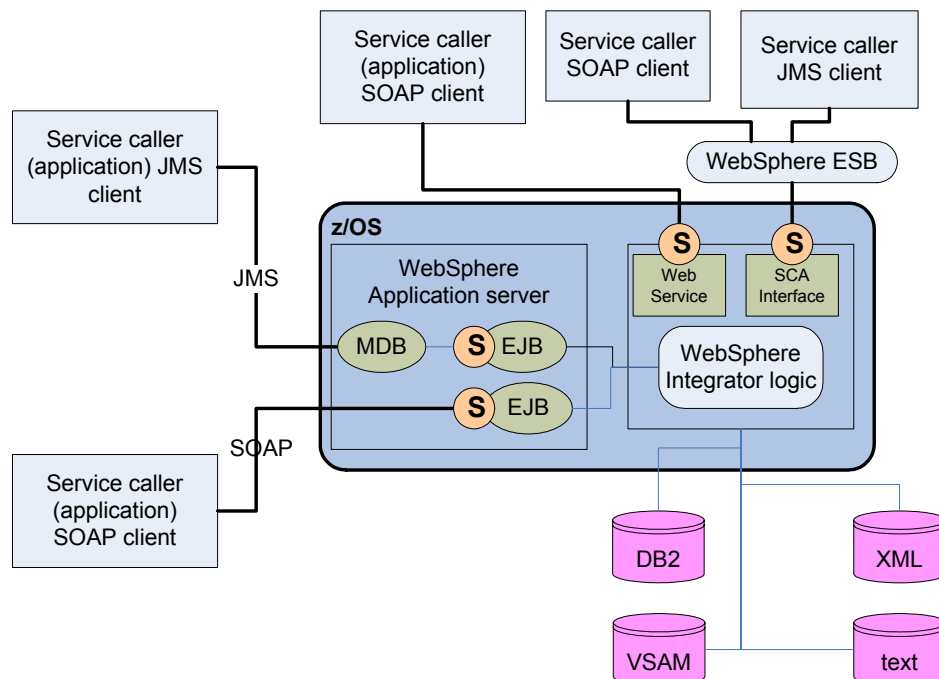 Service caller
(application)
SOAP client
Service caller
SOAP client
Service caller
JMS client
Service caller
(application) JMS
client
WebSphere ESB
z/OS
S
S
WebSphere
Application server
Web
Service
SCA
Interface
JMS
MDB
S
EJB
WebSphere
Integrator logic
S
EJB
SOAP
Service caller
(application)
SOAP client
DB2
XML
VSAM
text